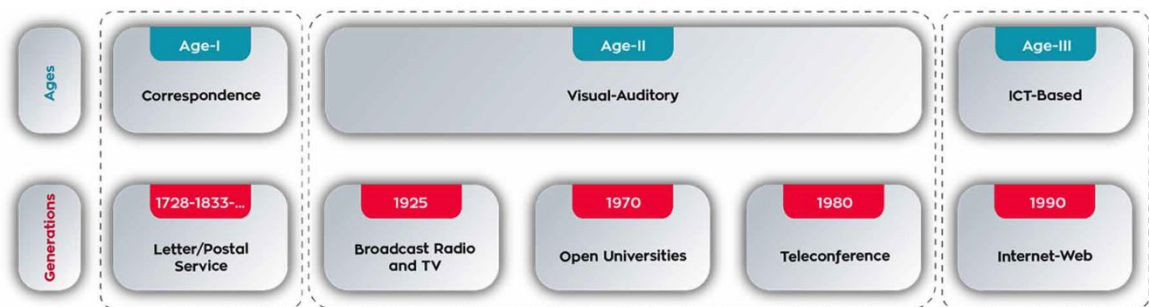 Ages
Age-I
Correspondence
Age-II
Visual-Auditory
Age-III
ICT-Based
Generations
1728-1833-...
Letter/Postal
Service
1925
Broadcast Radio
and TV
1970
Open Universities
1980
Teleconference
1990
Internet-Web